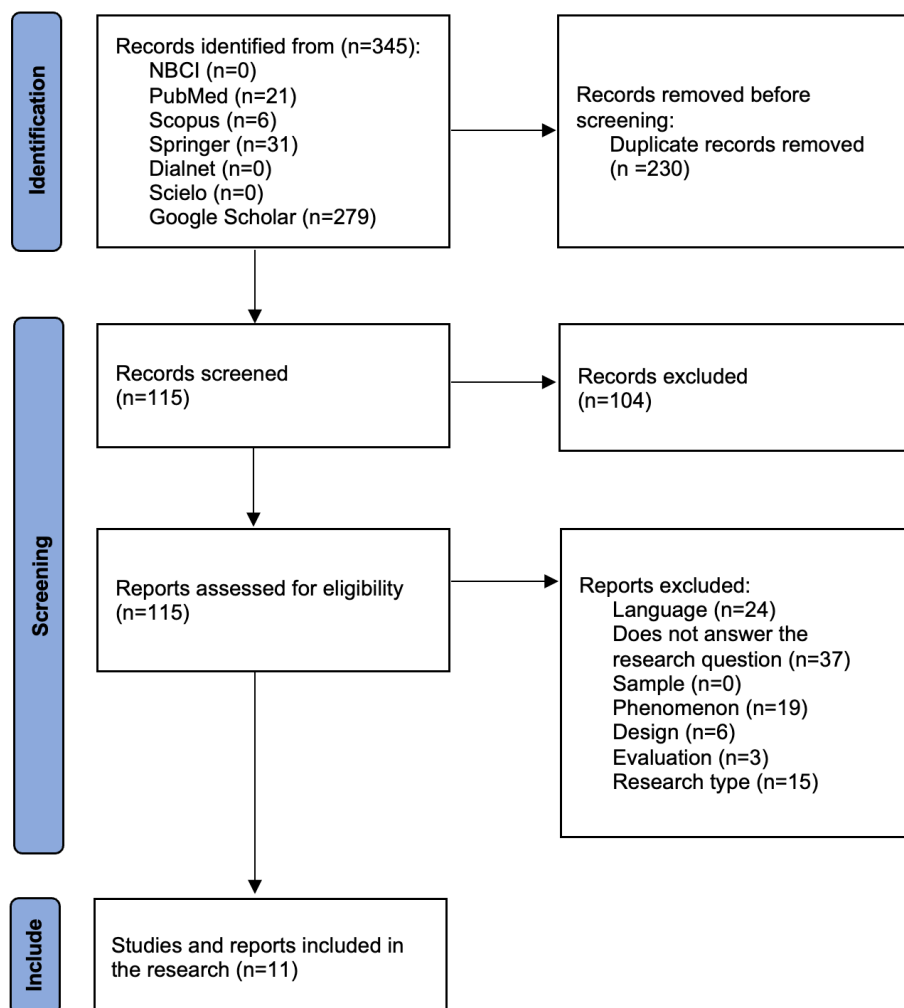 Identification
Records identified from (n=345):
NBCI (n=0)
PubMed (n=21)
Scopus (n=6)
Springer (n=31)
Dialnet (n=0)
Scielo (n=0)
Google Scholar (n=279)
Records removed before
screening:
Duplicate records removed
(n =230)
Screening
Records screened
(n=115)
Records excluded
(n=104)
Reports assessed for eligibility
(n=115)
Reports excluded:
Language (n=24)
Does not answer the
research question (n=37)
Sample (n=0)
Phenomenon (n=19)
Design (n=6)
Evaluation (n=3)
Research type (n=15)
Include
Studies and reports included in
the research (n=11)